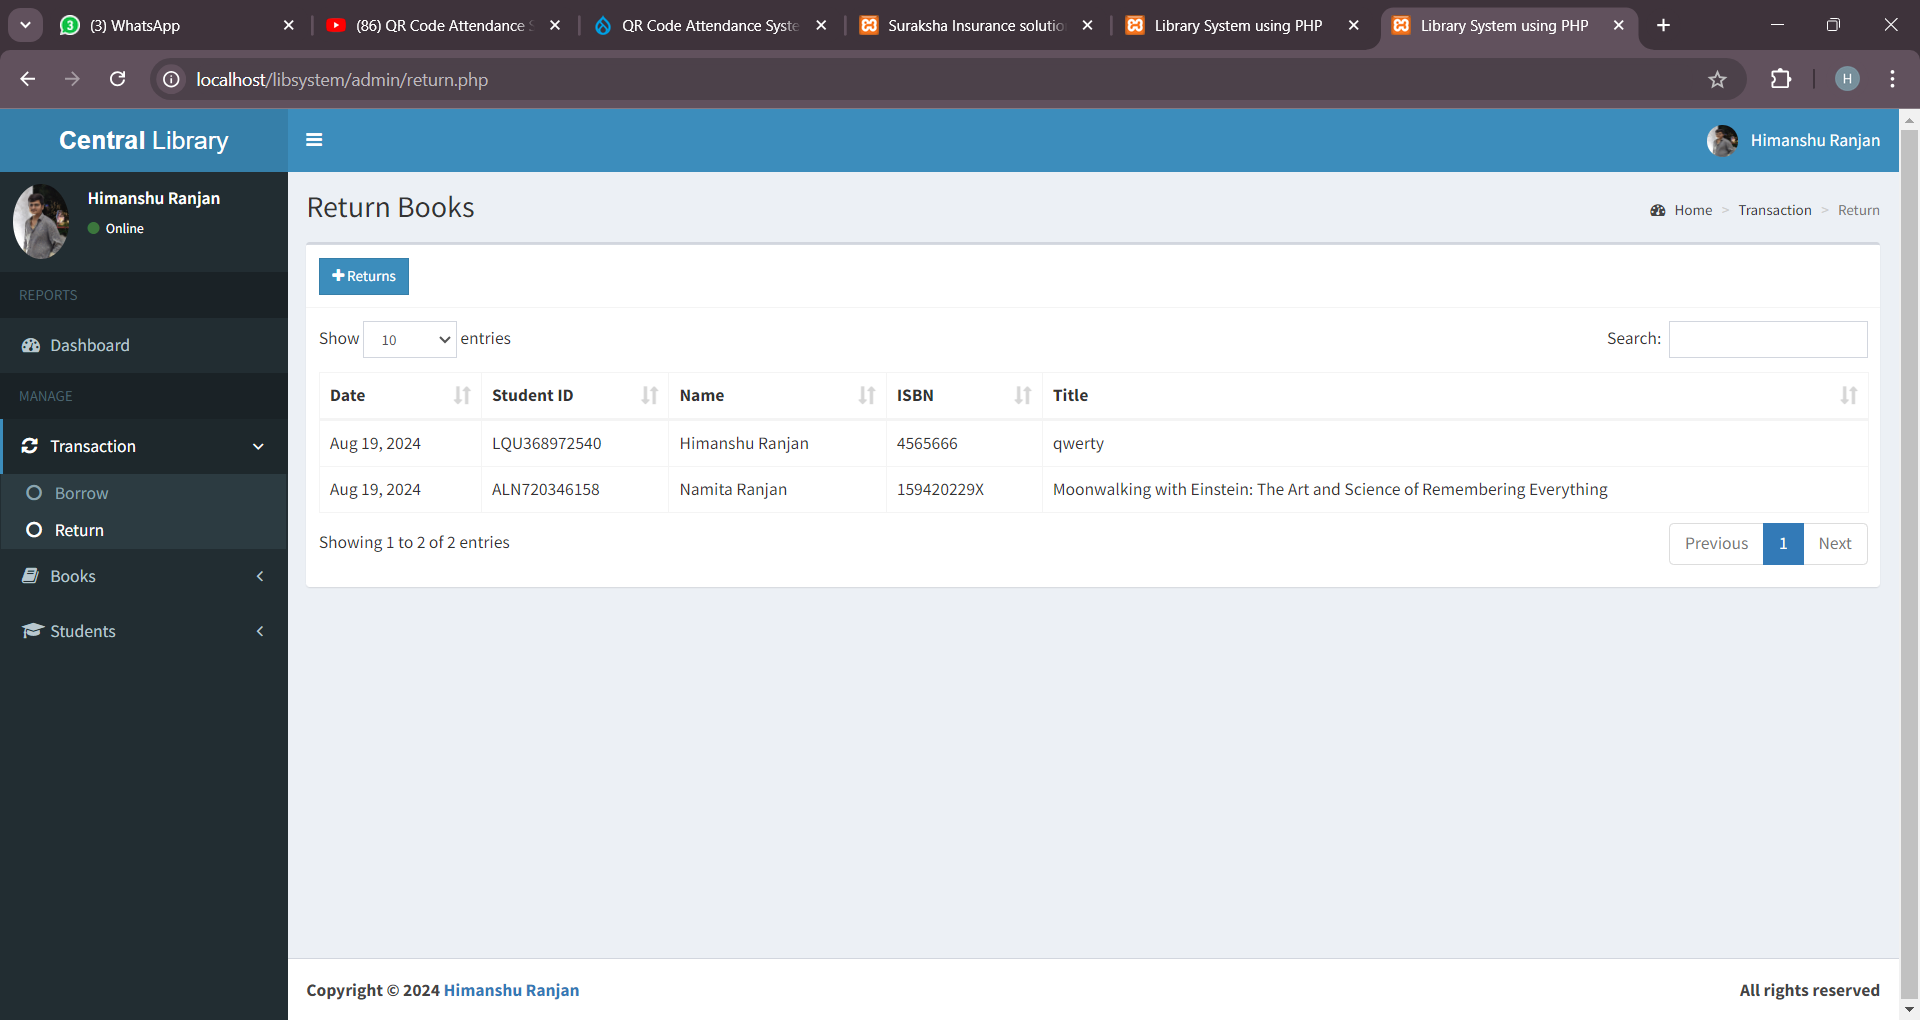 (3) WhatsApp
(86) QR Code Attendance S
QR Code Attendance Syste
Suraksha Insurance solutio
Library System using PHP
Library System using PHP
localhost/libsystem/admin/return.php
H
Central Library
Himanshu Ranjan
Himanshu Ranjan
Online
REPORTS
Dashboard
MANAGE
Transaction
Borrow
Return
Books
Students
Return Books
Home > Transaction > Return
Returns
Show 10 entries
Search:
Date Student ID Name ISBN Title
Aug 19, 2024 LQU368972540 Himanshu Ranjan 4565666 qwerty
Aug 19, 2024 ALN720346158 Namita Ranjan 159420229X Moonwalking with Einstein: The Art and Science of Remembering Everything
Showing 1 to 2 of 2 entries
Previous 1 Next
Copyright © 2024 Himanshu Ranjan
All rights reserved